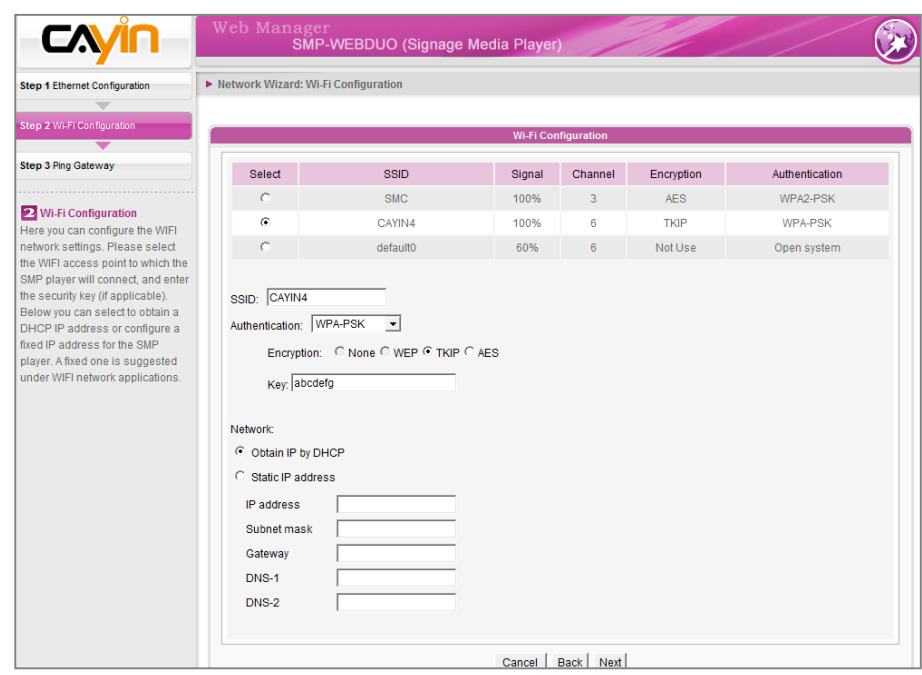 CAYIN
Web Manager
SMP-WEBDUO (Signage Media Player)
Step 1 Ethernet Configuration
Step 2 Wi-Fi Configuration
Step 3 Ping Gateway
2 Wi-Fi Configuration
Here you can configure the WIFI
network settings. Please select
the WIFI access point to which the
SMP player will connect, and enter
the security key (if applicable).
Below you can select to obtain a
DHCP IP address or configure a
fixed IP address for the SMP
player. A fixed one is suggested
under WIFI network applications.
Network Wizard: Wi-Fi Configuration
Wi-Fi Configuration
Select SSID Signal Channel Encryption Authentication
SMC 100% 3 AES WPA2-PSK
CAYIN4 100% 6 TKIP WPA-PSK
default0 60% 6 Not Use Open system
SSID: CAYIN4
Authentication: WPA-PSK
Encryption: None WEP TKIP AES
Key: abcdefg
Network:
Obtain IP by DHCP
Static IP address
IP address
Subnet mask
Gateway
DNS-1
DNS-2
Cancel Back Next